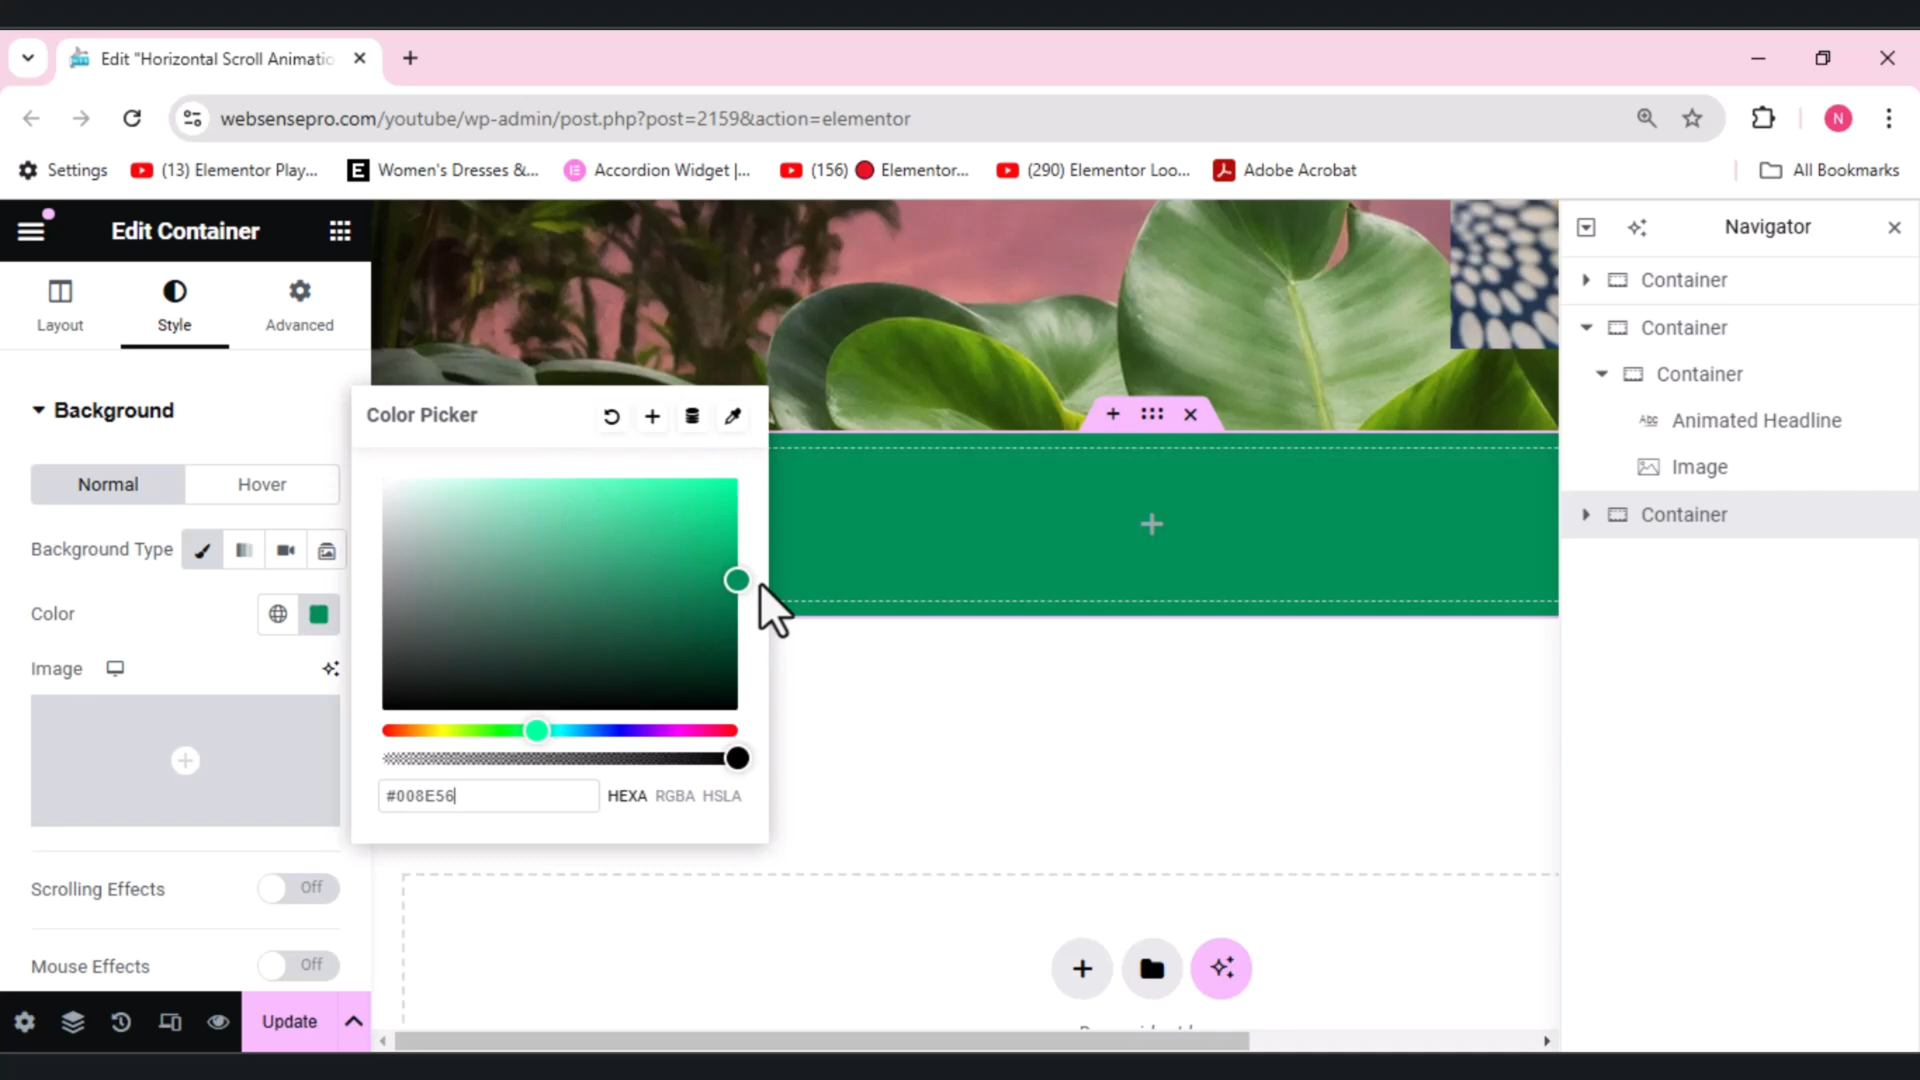 Edit "Horizontal Scroll Animatio
websensepro.com/youtube/wp-admin/post.php?post=2159&action=elementor
N
Settings
(13) Elementor Play...
Women's Dresses &...
Accordion Widget |...
(156) Elementor...
(290) Elementor Loo...
Adobe Acrobat
All Bookmarks
Edit Container
Layout
Style
Advanced
Background
Normal
Hover
Background Type
Color
Image
Scrolling Effects
Off
Mouse Effects
Off
Update
Color Picker
#008E56
HEXA
RGBA
HSLA
Navigator
Container
Container
Container
Animated Headline
Image
Container